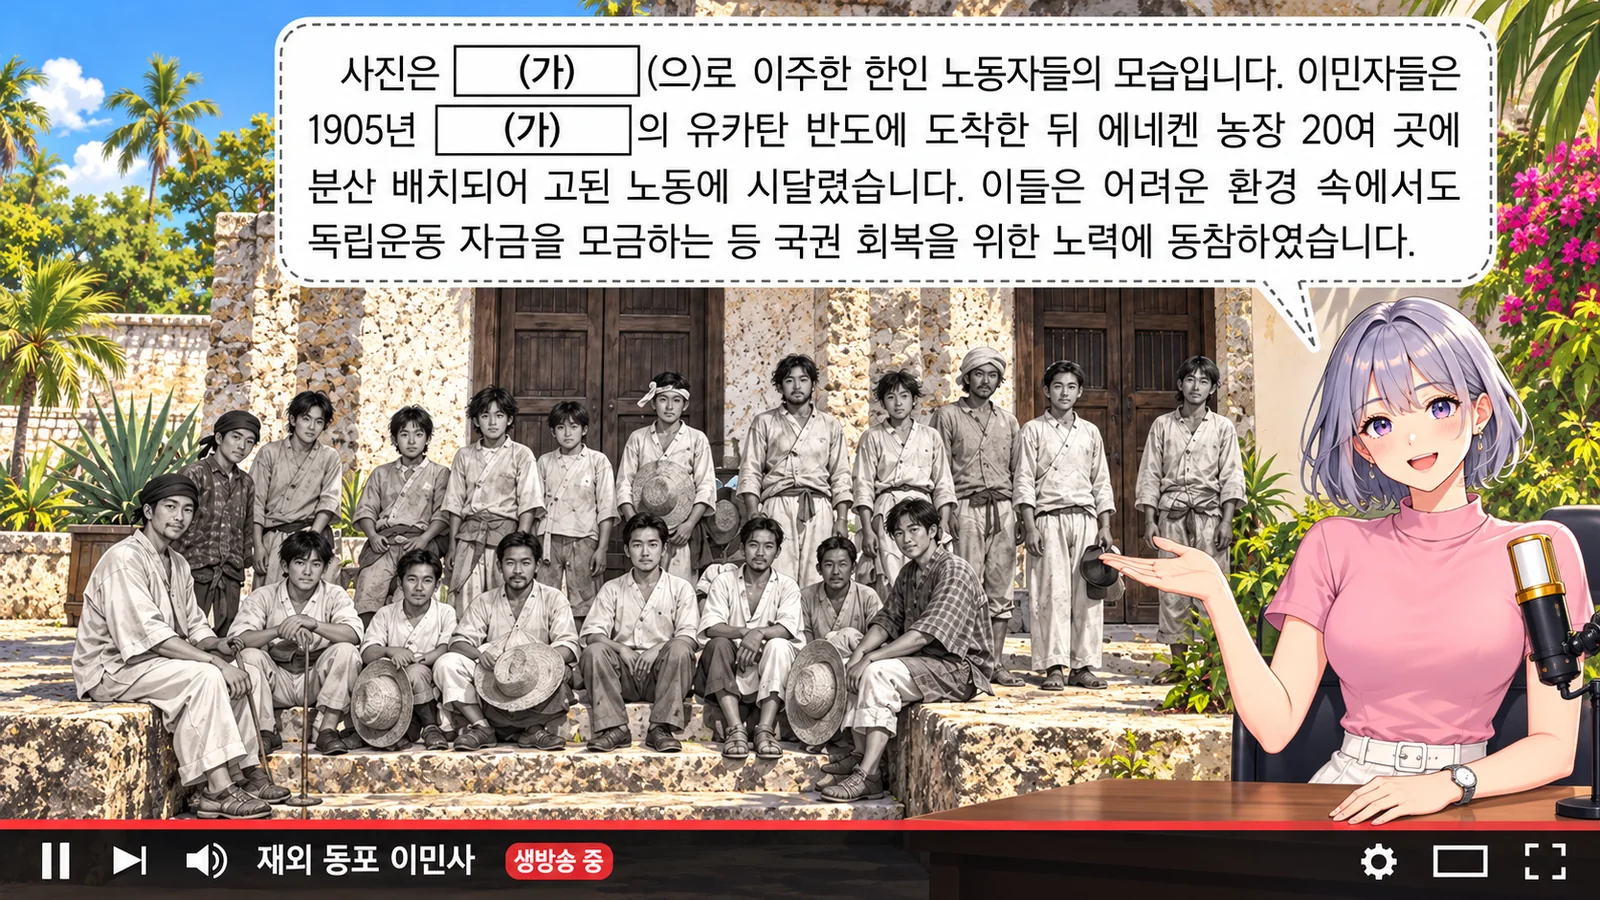 사진은 (가) (으)로 이주한 한인 노동자들의 모습입니다. 이민자들은
1905년 (가) 의 유카탄 반도에 도착한 뒤 에네켄 농장 20여 곳에
분산 배치되어 고된 노동에 시달렸습니다. 이들은 어려운 환경 속에서도
독립운동 자금을 모금하는 등 국권 회복을 위한 노력에 동참하였습니다.
재외 동포 이민사 생방송 중